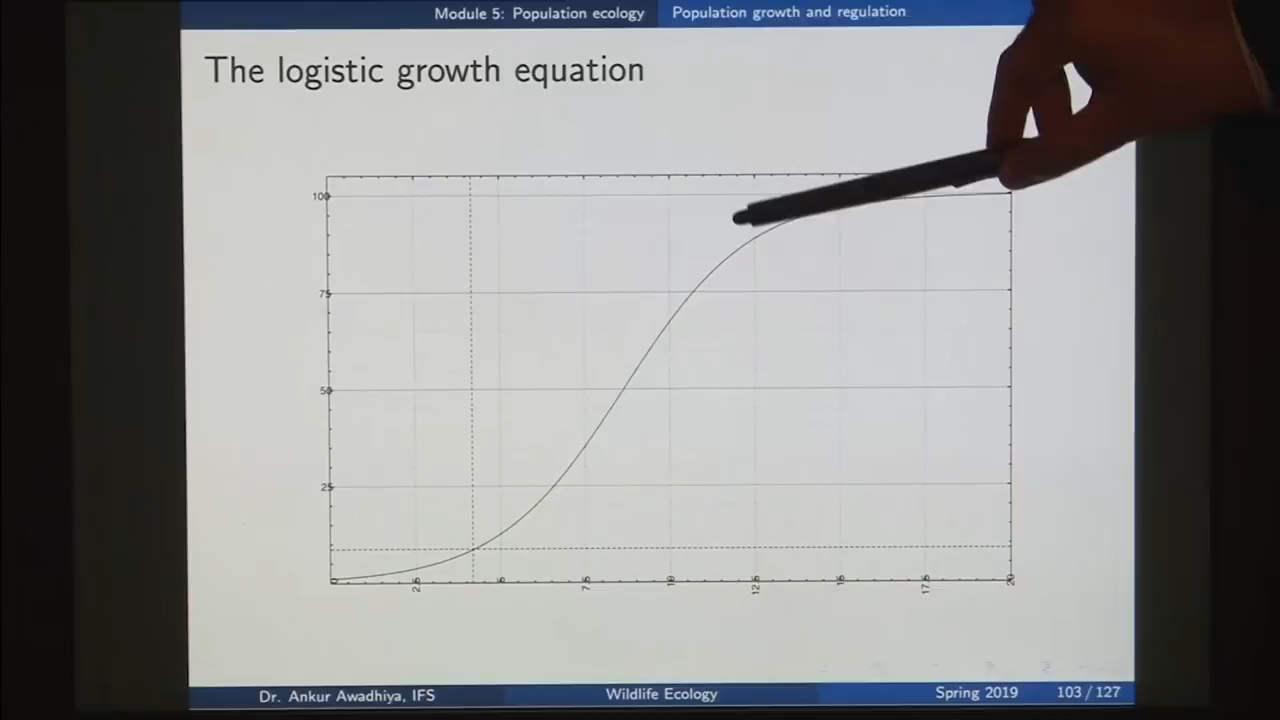 Module 5: Population ecology Population growth and regulation
The logistic growth equation
100
75
50
25
0 2.5 5 7.5 10 12.5 15 17.5 20
Dr. Ankur Awadhiya, IFS Wildlife Ecology Spring 2019 103 / 127